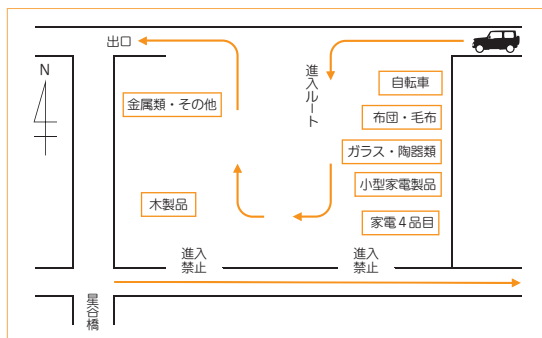 出口
N
進入ルート
自転車
布団・毛布
金属類・その他
ガラス・陶器類
小型家電製品
木製品
家電4品目
進入
禁止
進入
禁止
星谷橋